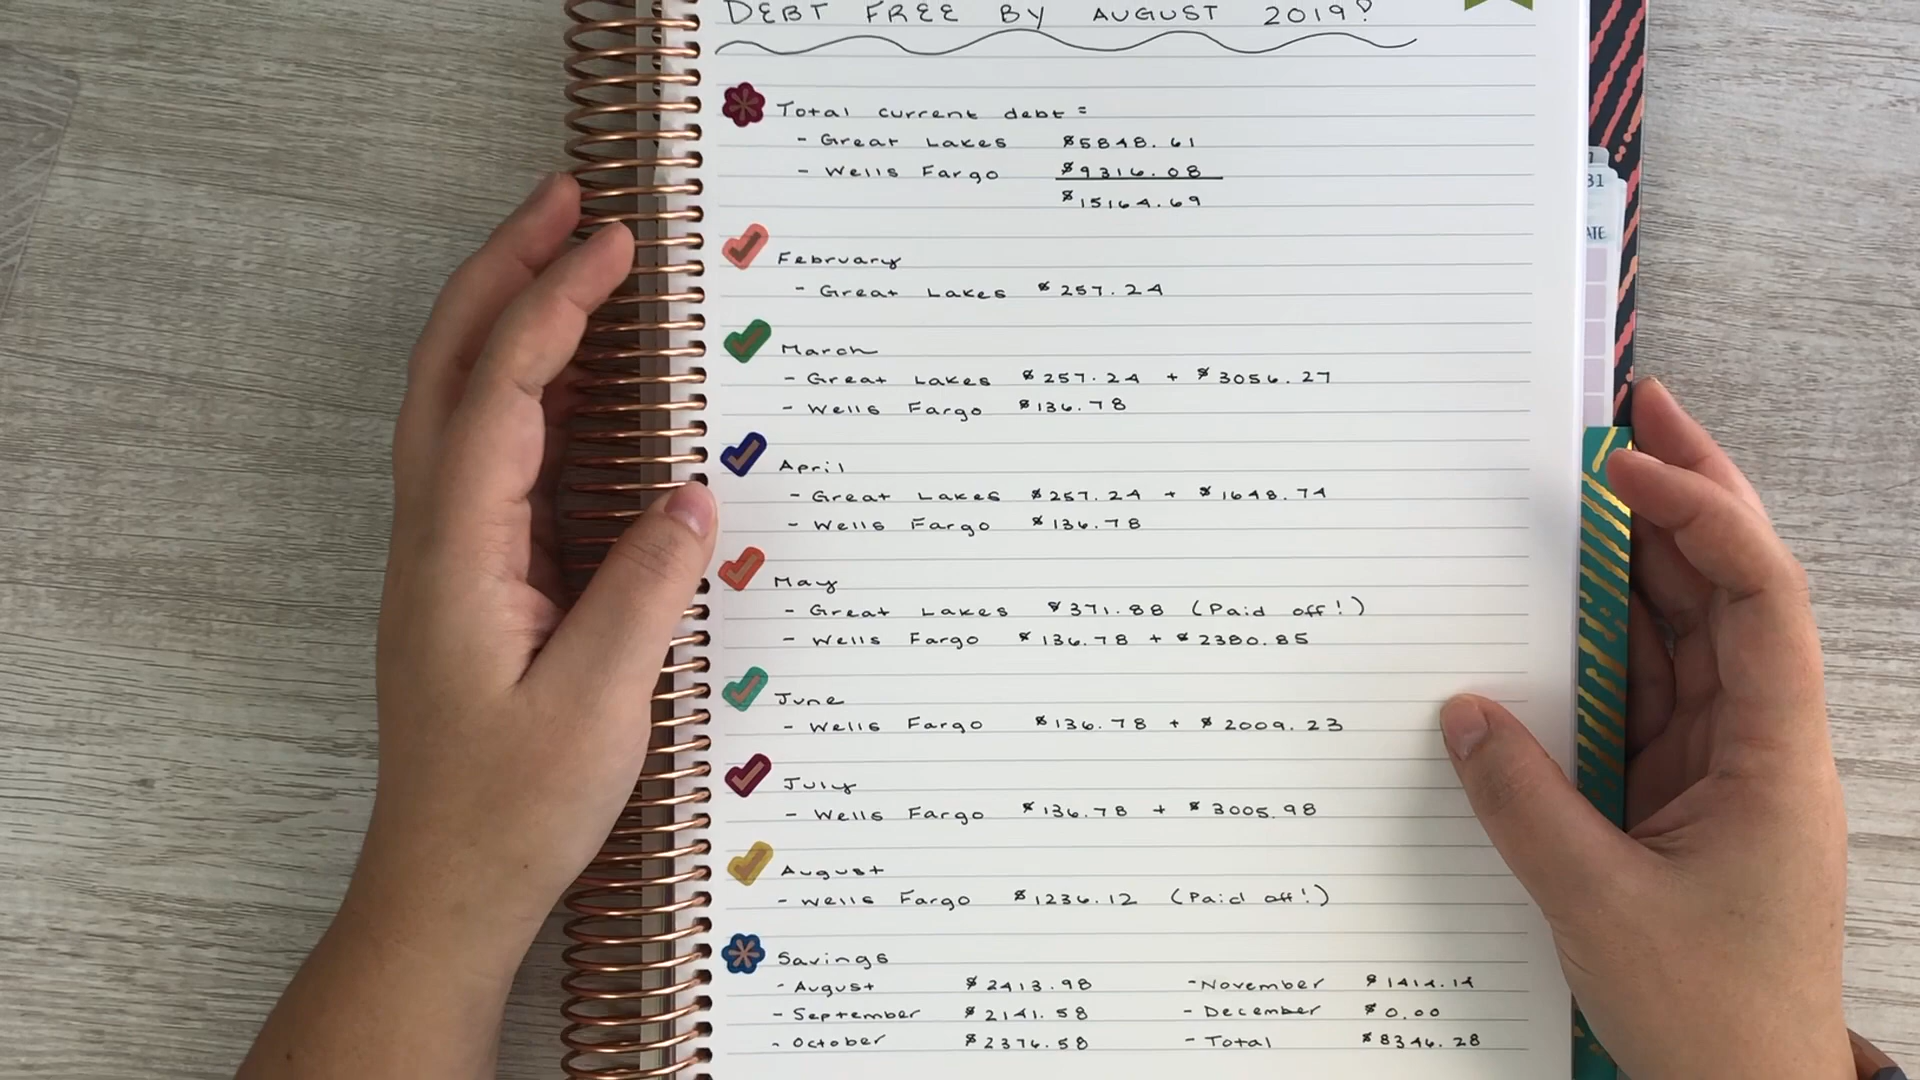 DEBT FREE BY AUGUST 2019?
Total current debt =
- Great Lakes $5848.61
- Wells Fargo $9316.08
$15164.69
February
- Great Lakes $257.24
March
- Great Lakes $257.24 + $3056.27
- Wells Fargo $136.78
April
- Great Lakes $257.24 + $1648.74
- Wells Fargo $136.78
May
- Great Lakes $371.88 (Paid off!)
- Wells Fargo $136.78 + $2380.85
June
- Wells Fargo $136.78 + $2009.23
July
- Wells Fargo $136.78 + $3005.98
August
- Wells Fargo $1236.12 (Paid off!)
Savings
- August $2413.98
- September $2141.58
- October $2376.58
- November $1414.14
- December $0.00
- Total $8346.28
31